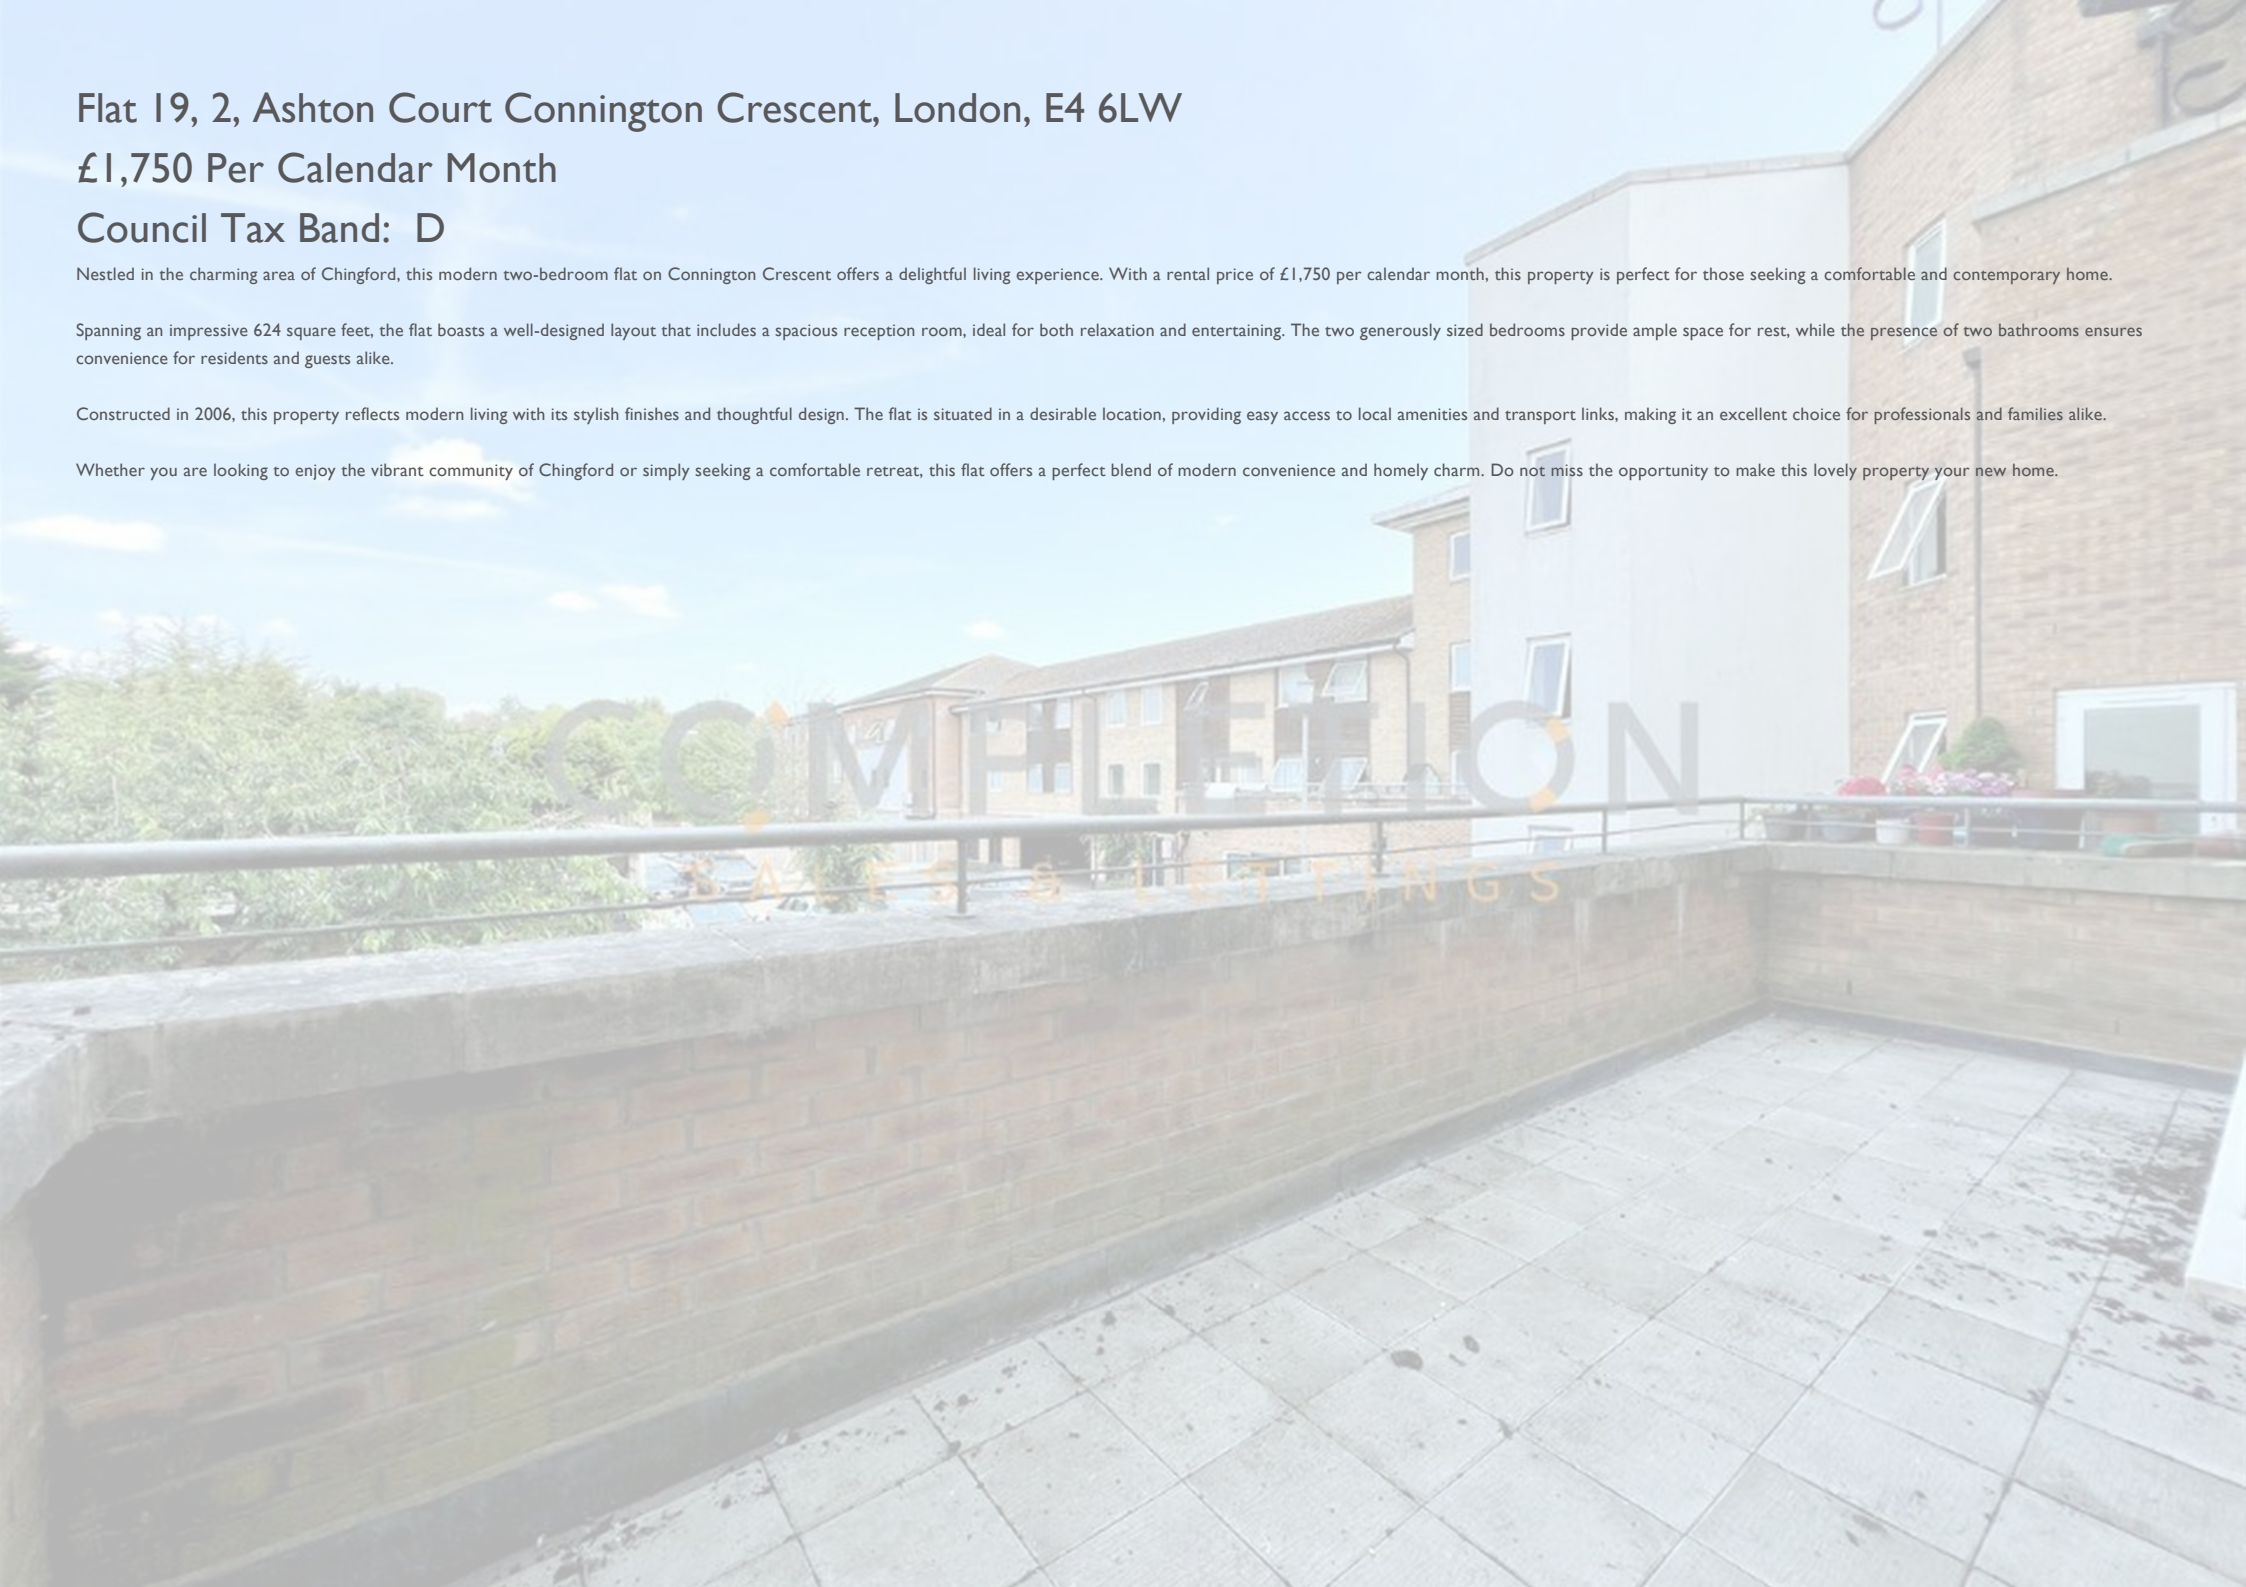 Flat 19, 2, Ashton Court Connington Crescent, London, E4 6LW
£1,750 Per Calendar Month
Council Tax Band: D
Nestled in the charming area of Chingford, this modern two-bedroom flat on Connington Crescent offers a delightful living experience. With a rental price of £1,750 per calendar month, this property is perfect for those seeking a comfortable and contemporary home.
Spanning an impressive 624 square feet, the flat boasts a well-designed layout that includes a spacious reception room, ideal for both relaxation and entertaining. The two generously sized bedrooms provide ample space for rest, while the presence of two bathrooms ensures
convenience for residents and guests alike.
Constructed in 2006, this property reflects modern living with its stylish finishes and thoughtful design. The flat is situated in a desirable location, providing easy access to local amenities and transport links, making it an excellent choice for professionals and families alike.
Whether you are looking to enjoy the vibrant community of Chingford or simply seeking a comfortable retreat, this flat offers a perfect blend of modern convenience and homely charm. Do not miss the opportunity to make this lovely property your new home.
COMPLETION
SALES & LETTINGS